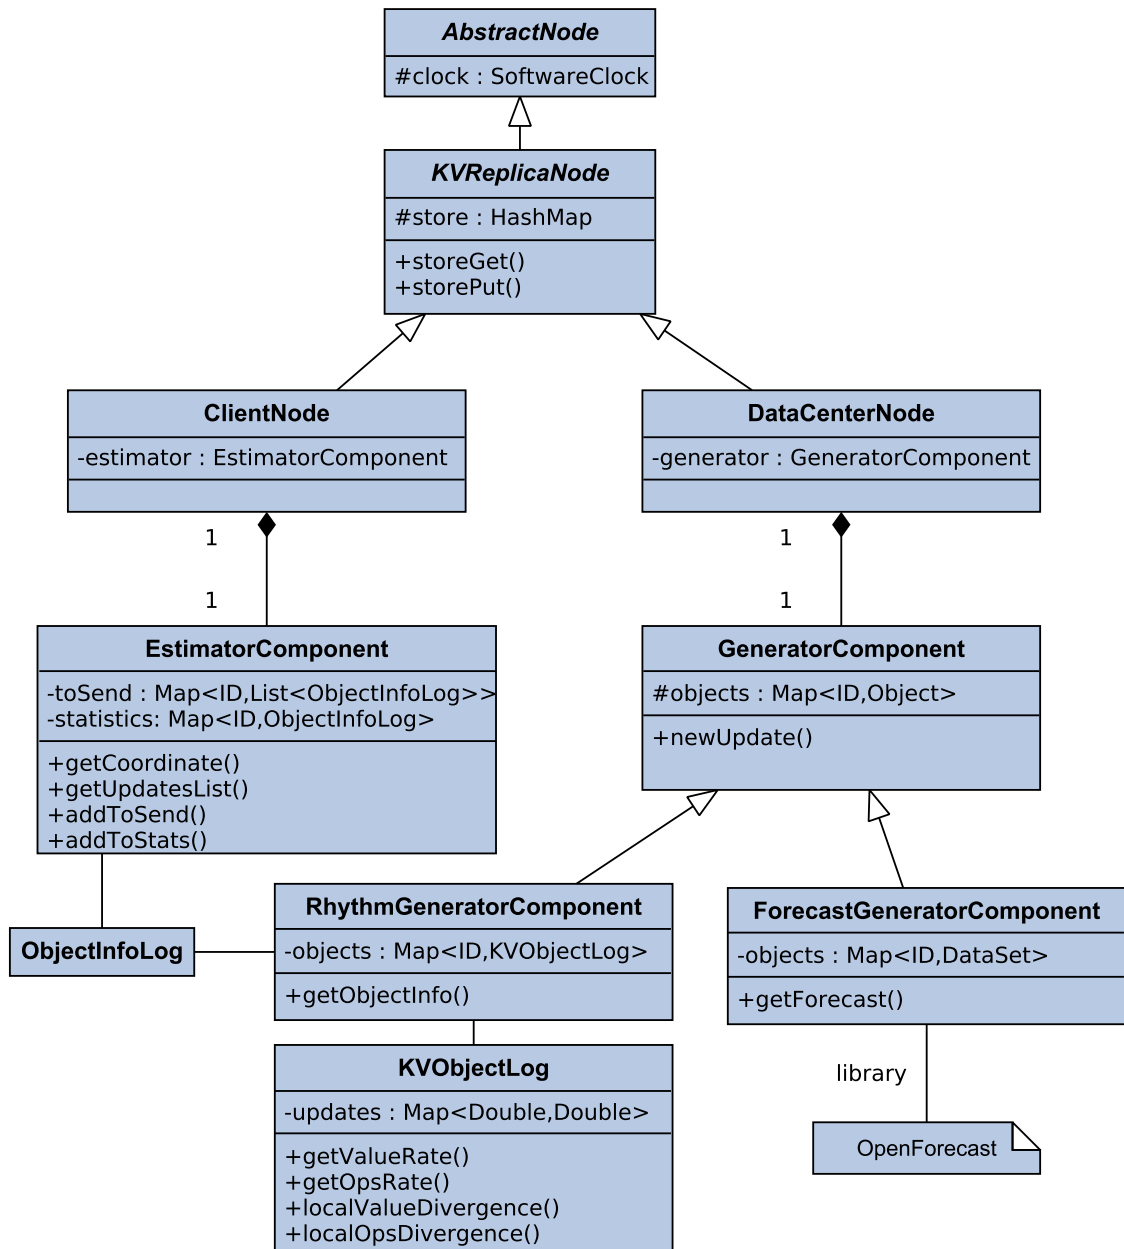 AbstractNode
#clock : SoftwareClock
KVReplicaNode
#store : HashMap
+storeGet()
+storePut()
ClientNode
-estimator : EstimatorComponent
DataCenterNode
-generator : GeneratorComponent
1
1
1
1
EstimatorComponent
-toSend : Map<ID,List<ObjectInfoLog>>
-statistics: Map<ID,ObjectInfoLog>
+getCoordinate()
+getUpdatesList()
+addToSend()
+addToStats()
GeneratorComponent
#objects : Map<ID,Object>
+newUpdate()
ObjectInfoLog
RhythmGeneratorComponent
-objects : Map<ID,KVObjectLog>
+getObjectInfo()
ForecastGeneratorComponent
-objects : Map<ID,DataSet>
+getForecast()
KVObjectLog
-updates : Map<Double,Double>
+getValueRate()
+getOpsRate()
+localValueDivergence()
+localOpsDivergence()
library
OpenForecast